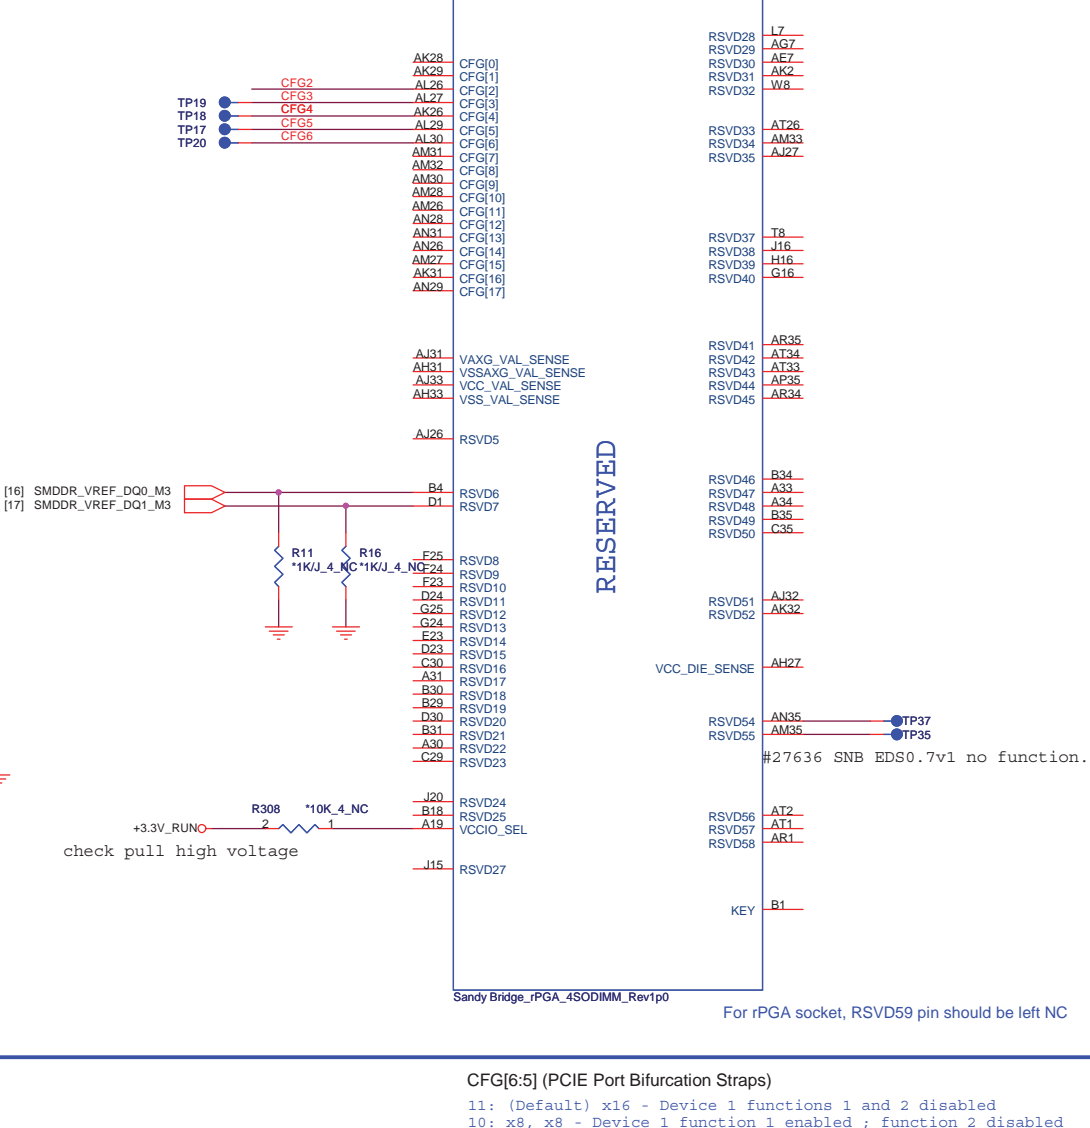 AK28 CFG[0]
AK29 CFG[1]
CFG2 AL26 CFG[2]
TP19 CFG3 AL27 CFG[3]
TP18 CFG4 AK26 CFG[4]
TP17 CFG5 AL29 CFG[5]
TP20 CFG6 AL30 CFG[6]
AM31 CFG[7]
AM32 CFG[8]
AM30 CFG[9]
AM28 CFG[10]
AM26 CFG[11]
AN28 CFG[12]
AN31 CFG[13]
AN26 CFG[14]
AM27 CFG[15]
AK31 CFG[16]
AN29 CFG[17]
AJ31 VAXG_VAL_SENSE
AH31 VSSAXG_VAL_SENSE
AJ33 VCC_VAL_SENSE
AH33 VSS_VAL_SENSE
AJ26 RSVD5
[16] SMDDR_VREF_DQ0_M3 B4 RSVD6
[17] SMDDR_VREF_DQ1_M3 D1 RSVD7
R11 R16
*1K/J_4_NC *1K/J_4_NC
F25 RSVD8
F24 RSVD9
F23 RSVD10
D24 RSVD11
G25 RSVD12
G24 RSVD13
E23 RSVD14
D23 RSVD15
C30 RSVD16
A31 RSVD17
B30 RSVD18
B29 RSVD19
D30 RSVD20
B31 RSVD21
A30 RSVD22
C29 RSVD23
J20 RSVD24
B18 RSVD25
R308 *10K_4_NC
+3.3V_RUN 2 1 A19 VCCIO_SEL
check pull high voltage
J15 RSVD27
RESERVED
RSVD28 L7
RSVD29 AG7
RSVD30 AE7
RSVD31 AK2
RSVD32 W8
RSVD33 AT26
RSVD34 AM33
RSVD35 AJ27
RSVD37 T8
RSVD38 J16
RSVD39 H16
RSVD40 G16
RSVD41 AR35
RSVD42 AT34
RSVD43 AT33
RSVD44 AP35
RSVD45 AR34
RSVD46 B34
RSVD47 A33
RSVD48 A34
RSVD49 B35
RSVD50 C35
RSVD51 AJ32
RSVD52 AK32
VCC_DIE_SENSE AH27
RSVD54 AN35 TP37
RSVD55 AM35 TP35
#27636 SNB EDS0.7v1 no function.
RSVD56 AT2
RSVD57 AT1
RSVD58 AR1
KEY B1
Sandy Bridge_rPGA_4SODIMM_Rev1p0
For rPGA socket, RSVD59 pin should be left NC
CFG[6:5] (PCIE Port Bifurcation Straps)
11: (Default) x16 - Device 1 functions 1 and 2 disabled
10: x8, x8 - Device 1 function 1 enabled ; function 2 disabled